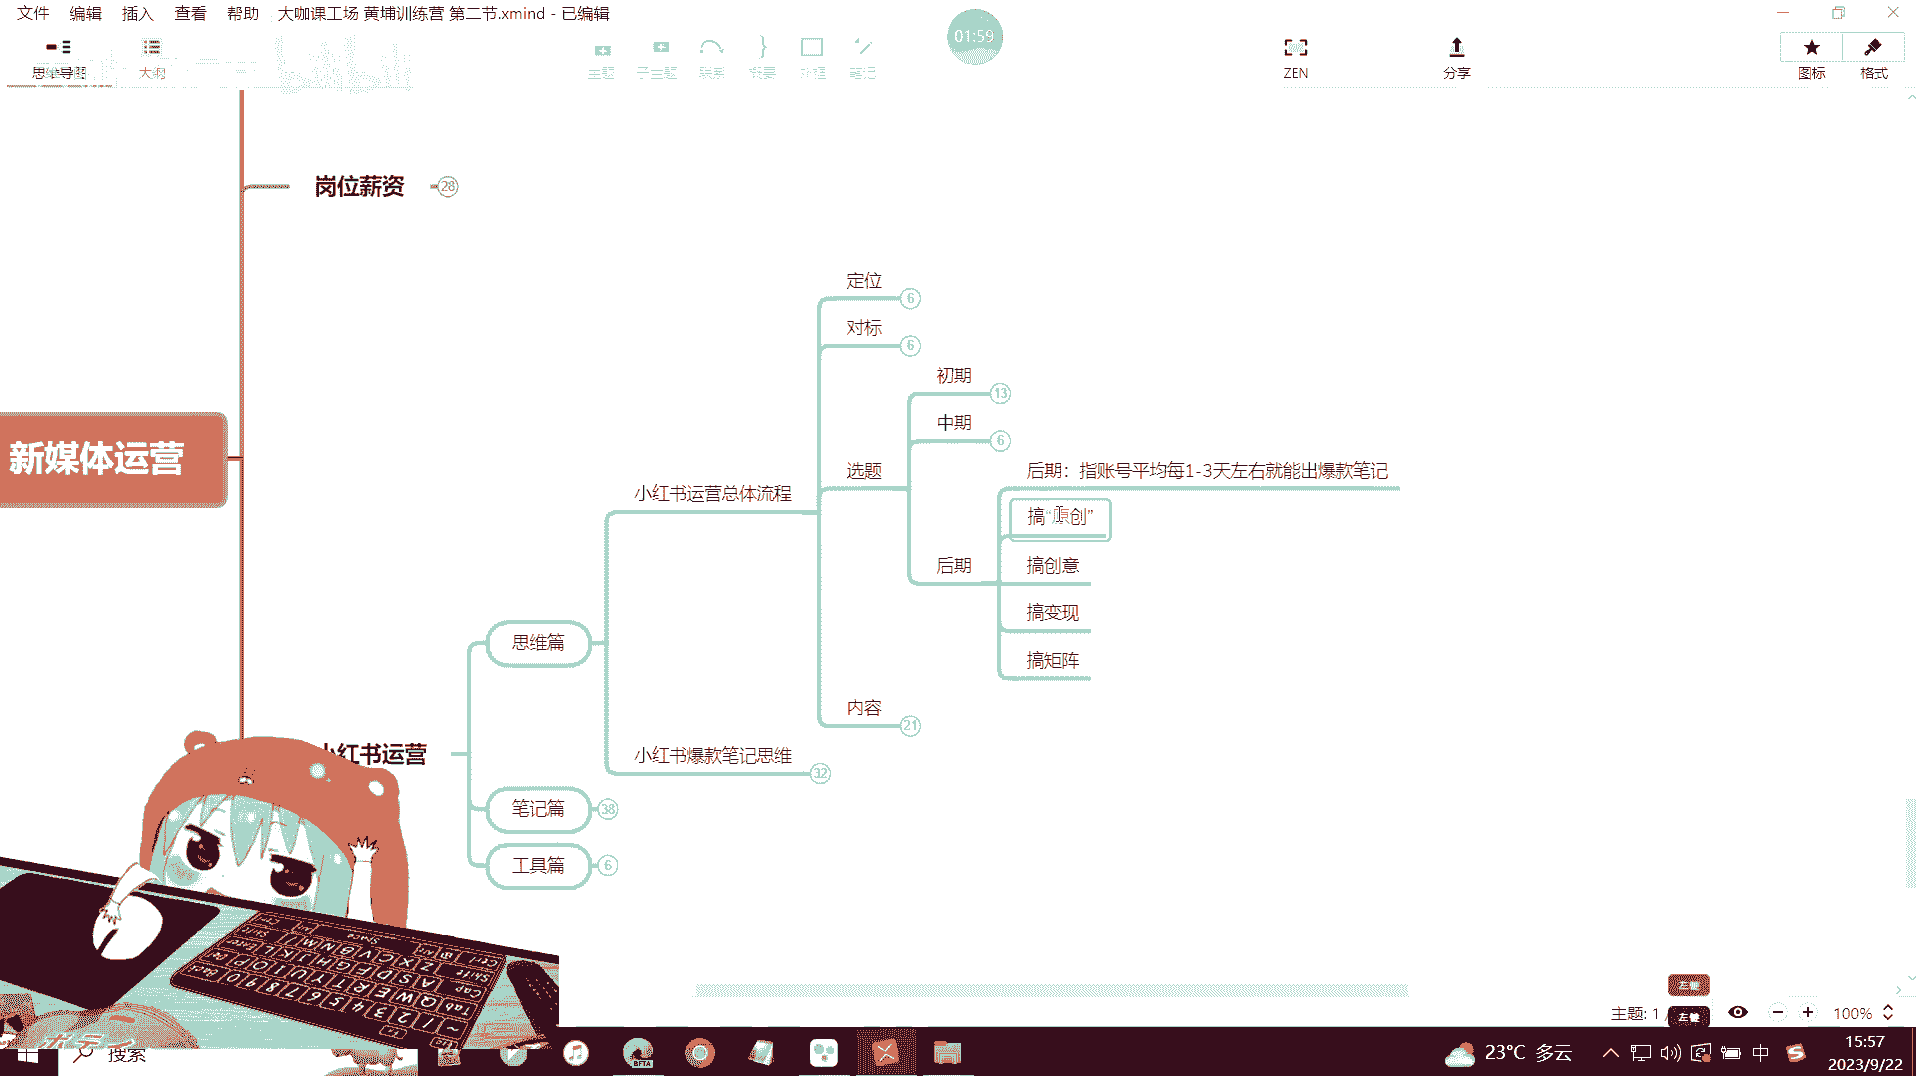 文件 编辑 插入 查看 帮助 大咖课工场 黄埔训练营 第二节.xmind - 已编辑
思维导图 大纲 主题 子主题 联系 概要 外框 笔记 01:59 ZEN 分享 图标 格式
岗位薪资 28
定位 6
对标 6
初期 13
中期 6
新媒体运营
选题
后期：指账号平均每1-3天左右就能出爆款笔记
小红书运营总体流程
搞“原创”
后期
搞创意
搞变现
思维篇
搞矩阵
内容 21
小红书运营
小红书爆款笔记思维 32
笔记篇 38
工具篇 6
左键
主题: 1 /
左键
100%
搜索
BETA
23°C 多云
中
15:57
2023/9/22